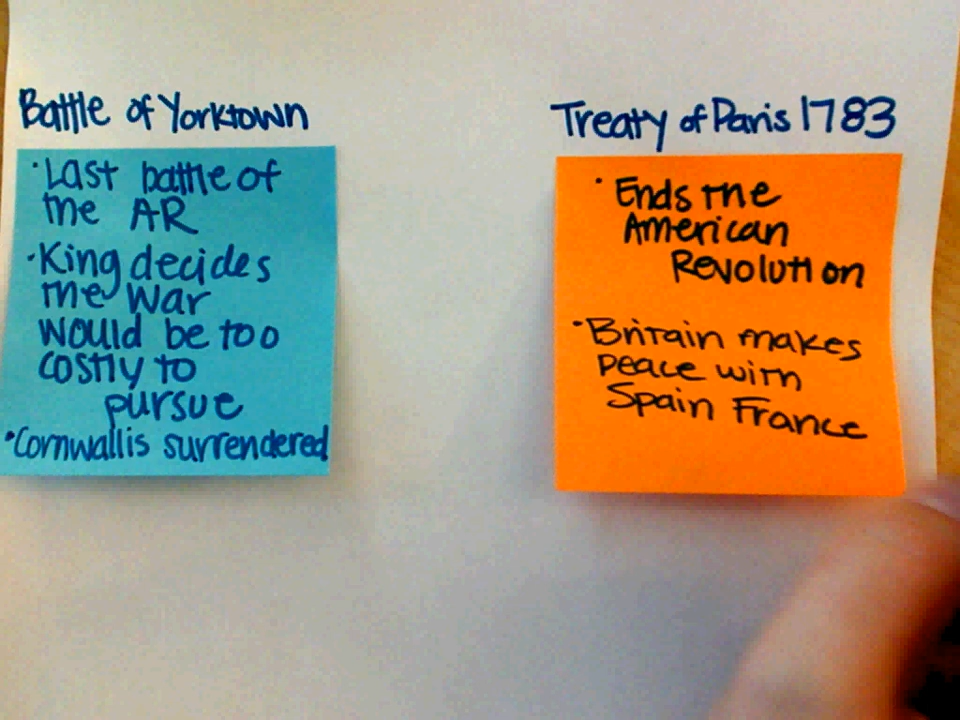 Battle of Yorktown
·Last battle of
the AR
·King decides
the war
would be too
costly to
pursue
·Cornwallis surrendered
Treaty of Paris 1783
· Ends the
American
Revolution
·Britain makes
peace with
Spain France